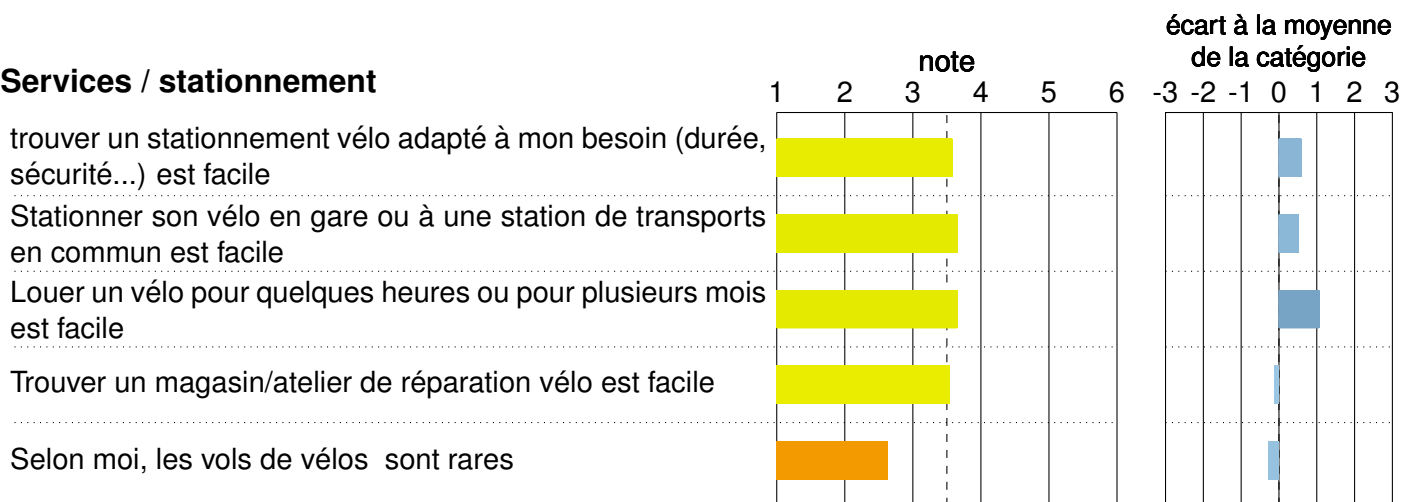 écart à la moyenne
note de la catégorie
Services / stationnement
1 2 3 4 5 6 -3 -2 -1 0 1 2 3
trouver un stationnement vélo adapté à mon besoin (durée,
sécurité...) est facile
Stationner son vélo en gare ou à une station de transports
en commun est facile
Louer un vélo pour quelques heures ou pour plusieurs mois
est facile
Trouver un magasin/atelier de réparation vélo est facile
Selon moi, les vols de vélos sont rares